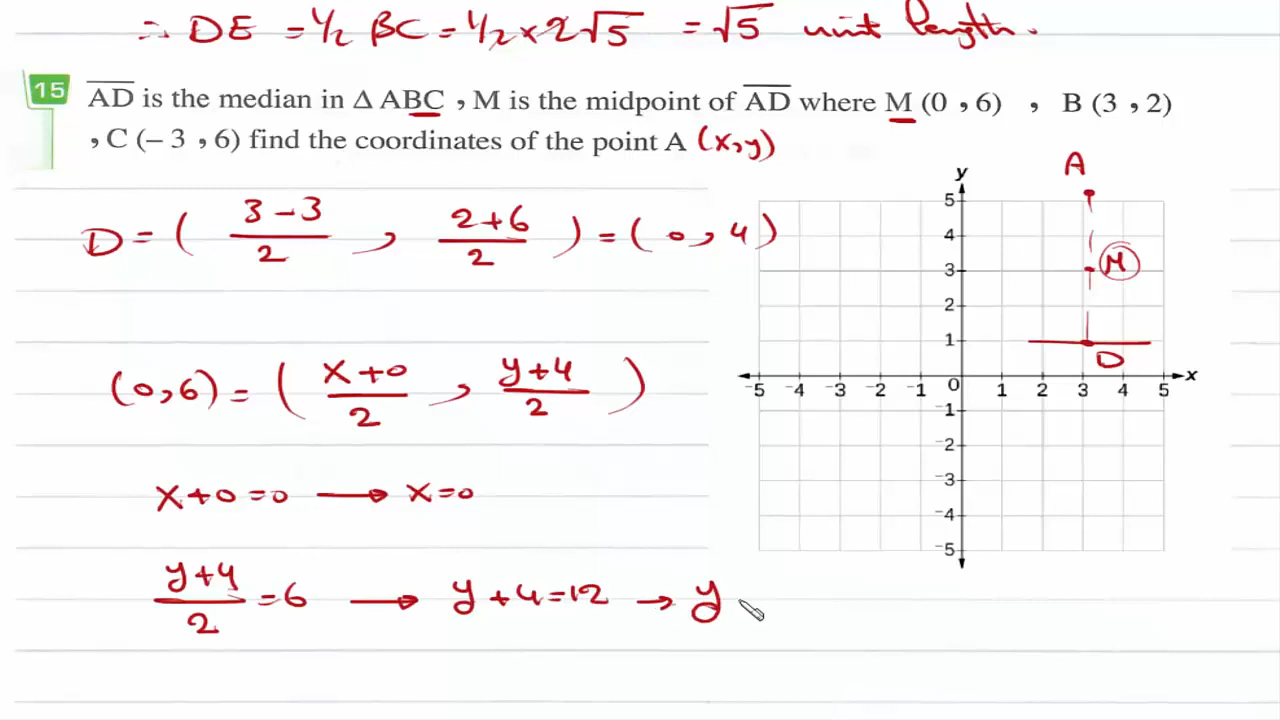 ∴ DE = 1/2 BC = 1/2 × 2√5 = √5 unit length.
15 AD is the median in Δ ABC , M is the midpoint of AD where M (0 , 6) , B (3 , 2)
, C (– 3 , 6) find the coordinates of the point A (x,y)
D = ( 3-3/2 , 2+6/2 ) = (0, 4)
(0,6) = ( x+0/2 , y+4/2 )
x+0=0 → x=0
y+4/2 =6 → y+4=12 → y
A
y
5
4
3 M
2
1
D
-5 -4 -3 -2 -1 0 1 2 3 4 5 x
-1
-2
-3
-4
-5